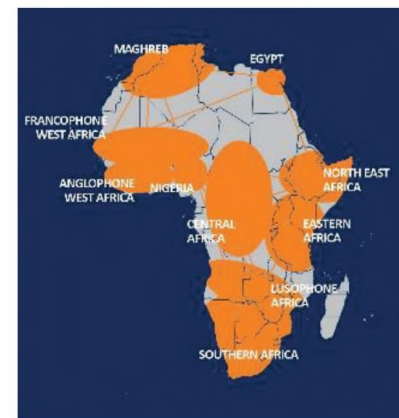 MAGHREB
EGYPT
FRANCOPHONE
WEST AFRICA
ANGLOPHONE
WEST AFRICA
NIGERIA
NORTH EAST
AFRICA
CENTRAL
AFRICA
EASTERN
AFRICA
LUSOPHONE
AFRICA
SOUTHERN AFRICA